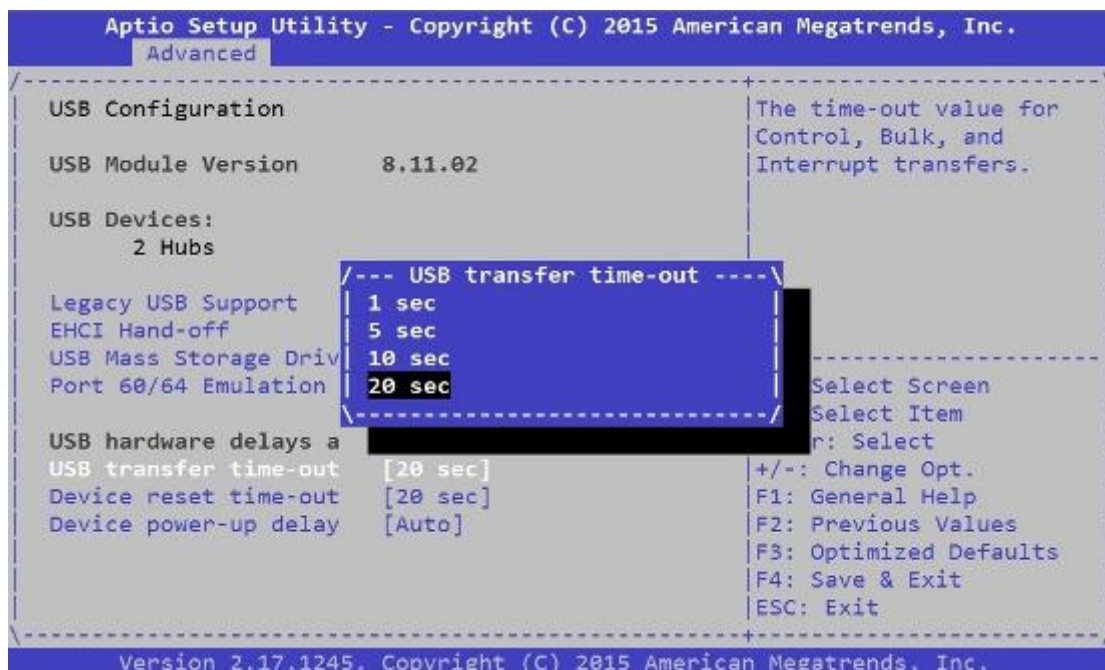 Aptio Setup Utility - Copyright (C) 2015 American Megatrends, Inc.
Advanced
USB Configuration
USB Module Version 8.11.02
USB Devices:
2 Hubs
Legacy USB Support
EHCI Hand-off
USB Mass Storage Driv
Port 60/64 Emulation
USB hardware delays a
USB transfer time-out [20 sec]
Device reset time-out [20 sec]
Device power-up delay [Auto]
/--- USB transfer time-out ----\
1 sec
5 sec
10 sec
20 sec
The time-out value for
Control, Bulk, and
Interrupt transfers.
Select Screen
Select Item
r: Select
+/-: Change Opt.
F1: General Help
F2: Previous Values
F3: Optimized Defaults
F4: Save & Exit
ESC: Exit
Version 2.17.1245. Copyright (C) 2015 American Megatrends, Inc.